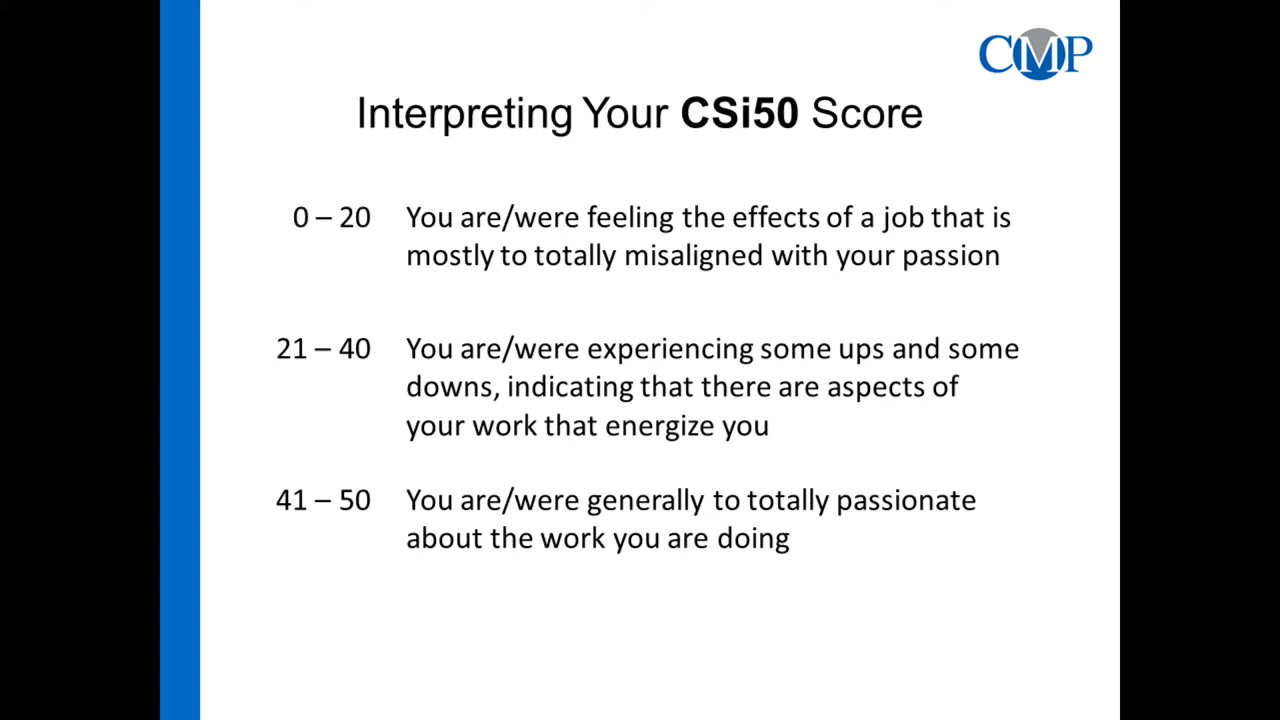 CMP
Interpreting Your CSi50 Score
0 – 20 You are/were feeling the effects of a job that is
mostly to totally misaligned with your passion
21 – 40 You are/were experiencing some ups and some
downs, indicating that there are aspects of
your work that energize you
41 – 50 You are/were generally to totally passionate
about the work you are doing